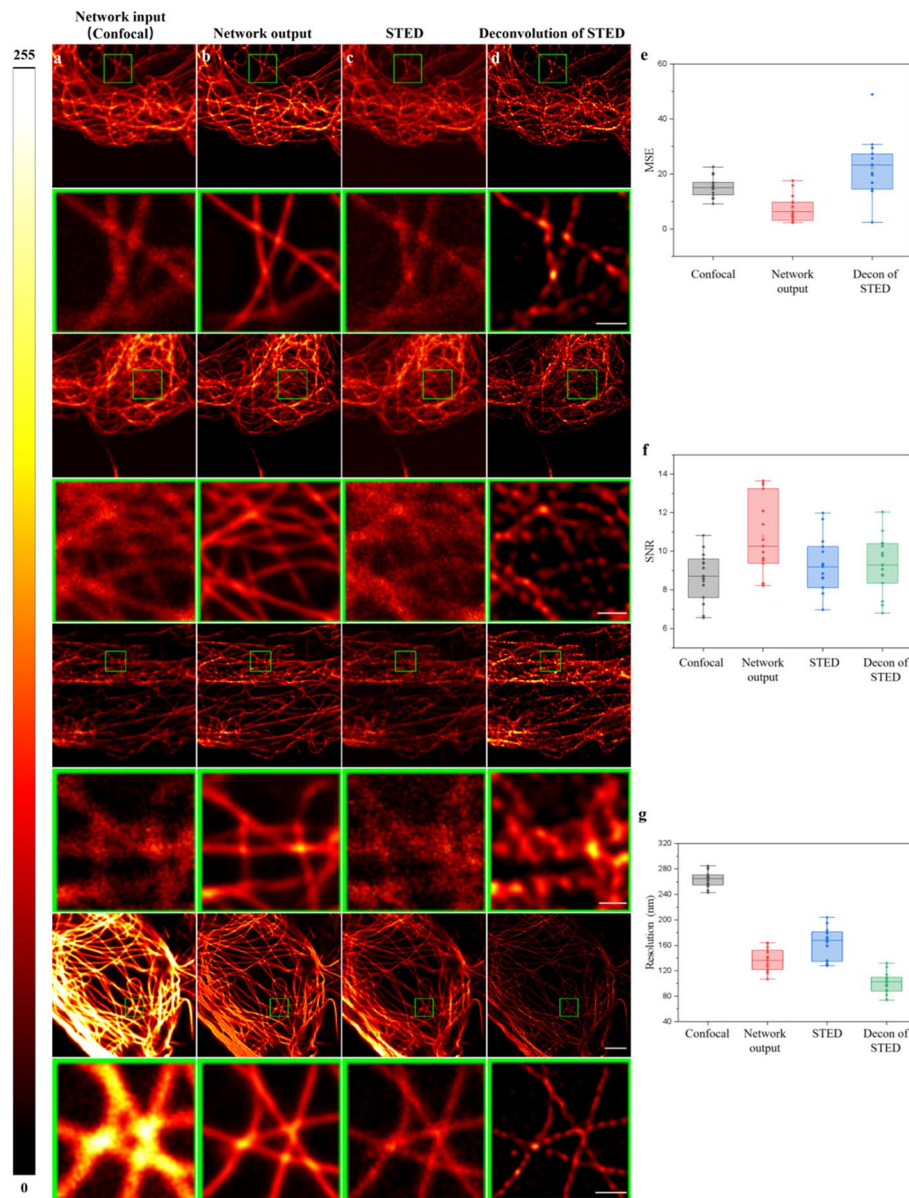 Network input
(Confocal)
Network output
STED
Deconvolution of STED
255
0
a
b
c
d
e
60
40
20
0
MSE
Confocal
Network
output
Decon of
STED
f
14
12
10
8
6
SNR
Confocal
Network
output
STED
Decon of
STED
g
320
280
240
200
160
120
80
40
Resolution (nm)
Confocal
Network
output
STED
Decon of
STED